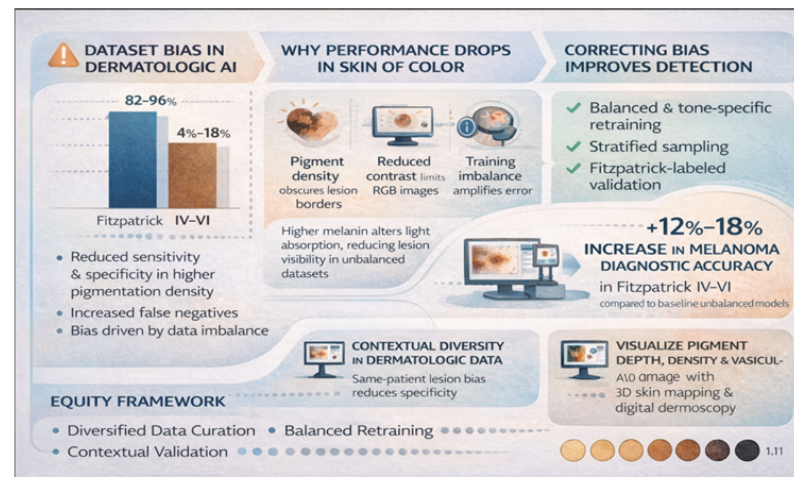 DATASET BIAS IN
DERMATOLOGIC AI
82–96%
4%–18%
Fitzpatrick IV–VI
• Reduced sensitivity
& specificity in higher
pigmentation density
• Increased false negatives
• Bias driven by data imbalance
WHY PERFORMANCE DROPS
IN SKIN OF COLOR
Pigment
density
obscures lesion
borders
Reduced
contrast limits
RGB images
Training
imbalance
amplifies error
Higher melanin alters light
absorption, reducing lesion
visibility in unbalanced
datasets
CORRECTING BIAS
IMPROVES DETECTION
✓ Balanced & tone-specific
retraining
✓ Stratified sampling
✓ Fitzpatrick-labeled
validation
+12%–18%
INCREASE IN MELANOMA
DIAGNOSTIC ACCURACY
in Fitzpatrick IV–VI
compared to baseline unbalanced models
CONTEXTUAL DIVERSITY
IN DERMATOLOGIC DATA
Same-patient lesion bias
reduces specificity
VISUALIZE PIGMENT
DEPTH, DENSITY & VASCUL-
amage with
3D skin mapping &
digital dermoscopy
EQUITY FRAMEWORK
• Diversified Data Curation • Balanced Retraining
• Contextual Validation
1.11